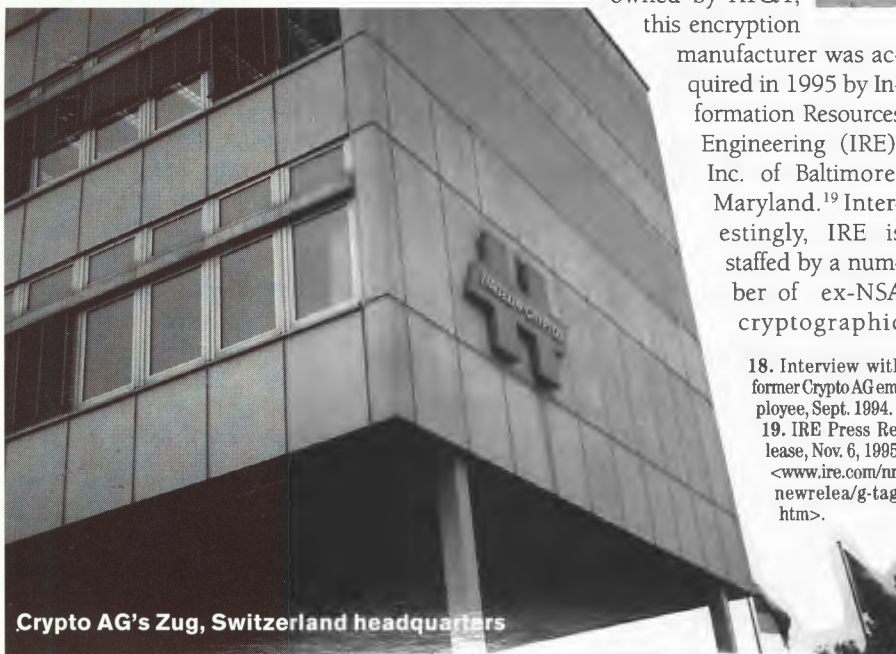 owned by AT&T,
this encryption
manufacturer was ac-
quired in 1995 by In-
formation Resources
Engineering (IRE)
Inc. of Baltimore
Maryland.19 Inter-
estingly, IRE is
staffed by a num-
ber of ex-NSA
cryptographic
18. Interview with
former Crypto AG em
ployee, Sept. 1994.
19. IRE Press Re
lease, Nov. 6, 1995
<www.ire.com/nr
newrelea/g-tag
htm>.
Crypto AG's Zug, Switzerland headquarters